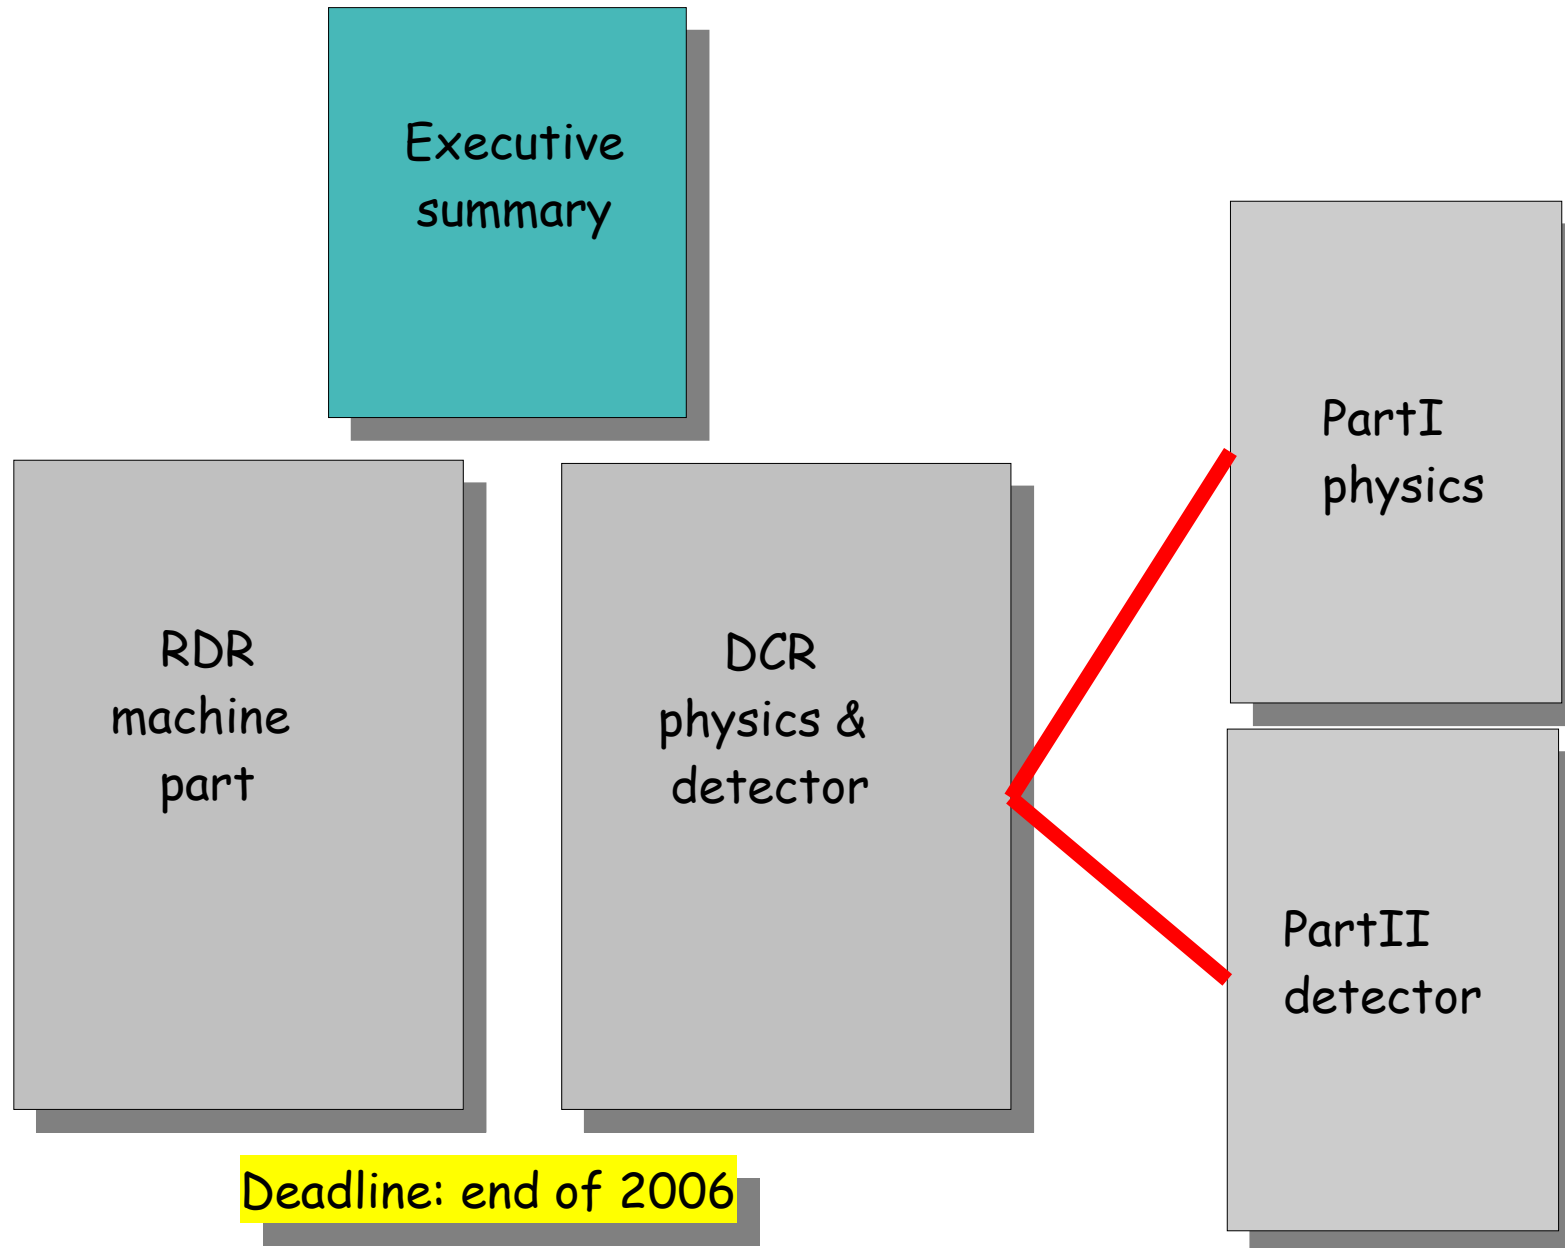 Executive
summary
RDR
machine
part
DCR
physics &
detector
PartI
physics
PartII
detector
Deadline: end of 2006